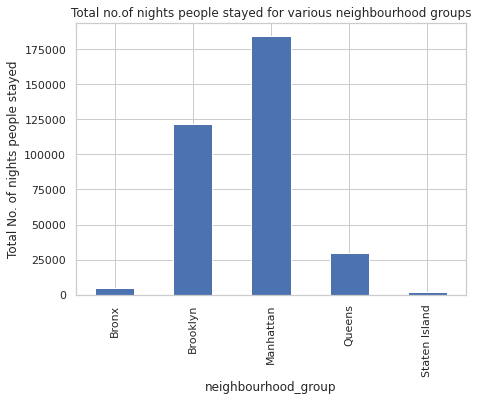 Total no.of nights people stayed for various neighbourhood groups
Total No. of nights people stayed
175000
150000
125000
100000
75000
50000
25000
0
Bronx
Brooklyn
Manhattan
Queens
Staten Island
neighbourhood_group